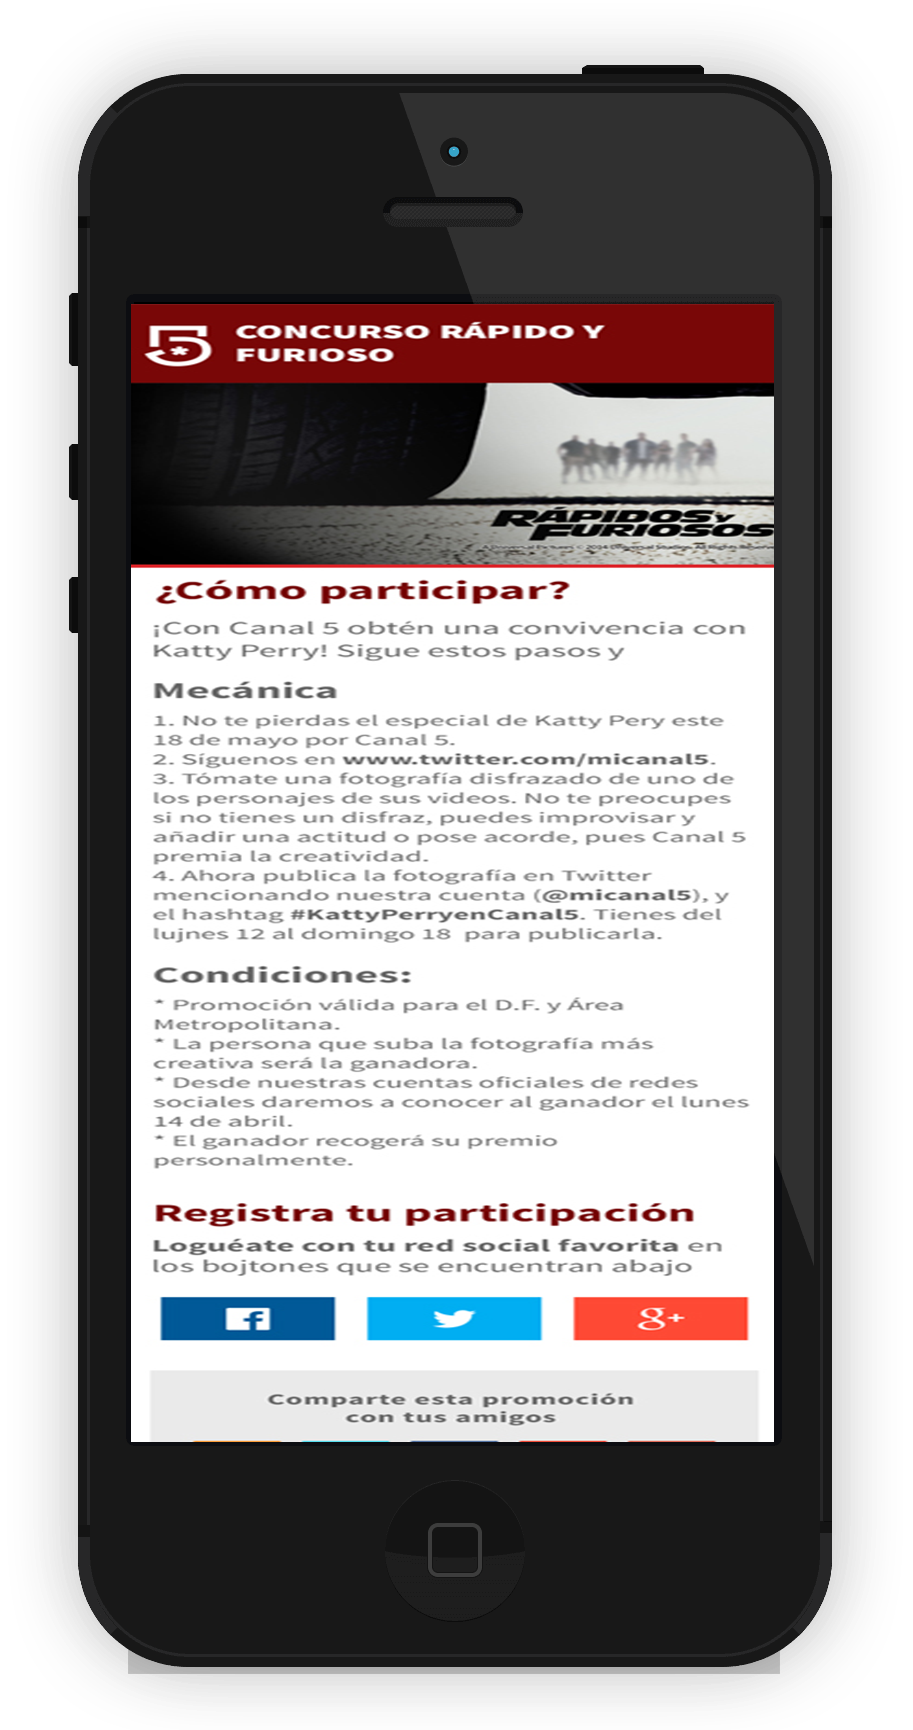 5*
CONCURSO RÁPIDO Y
FURIOSO
RÁPIDOS Y
FURIOSOS
Universal Pictures © 2014 Universal Studios All Rights
¿Cómo participar?
¡Con Canal 5 obtén una convivencia con
Katty Perry! Sigue estos pasos y
Mecánica
1. No te pierdas el especial de Katty Pery este
18 de mayo por Canal 5.
2. Síguenos en www.twitter.com/micanal5.
3. Tómate una fotografía disfrazado de uno de
los personajes de sus videos. No te preocupes
si no tienes un disfraz, puedes improvisar y
añadir una actitud o pose acorde, pues Canal 5
premia la creatividad.
4. Ahora publica la fotografía en Twitter
mencionando nuestra cuenta (@micanal5), y
el hashtag #KattyPerryenCanal5. Tienes del
lujnes 12 al domingo 18 para publicarla.
Condiciones:
* Promoción válida para el D.F. y Área
Metropolitana.
* La persona que suba la fotografía más
creativa será la ganadora.
* Desde nuestras cuentas oficiales de redes
sociales daremos a conocer al ganador el lunes
14 de abril.
* El ganador recogerá su premio
personalmente.
Registra tu participación
Loguéate con tu red social favorita en
los bojtones que se encuentran abajo
f
g+
Comparte esta promoción
con tus amigos